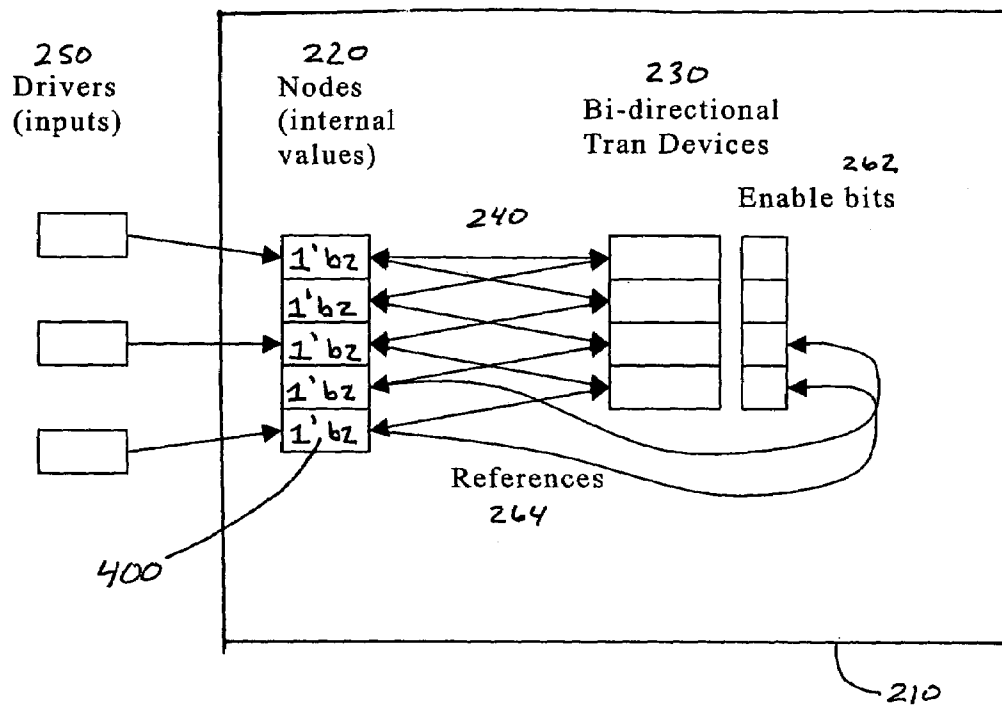 250
Drivers
(inputs)
220
Nodes
(internal
values)
230
Bi-directional
Tran Devices
262
Enable bits
240
1'bz
1'bz
1'bz
1'bz
1'bz
References
264
400
210